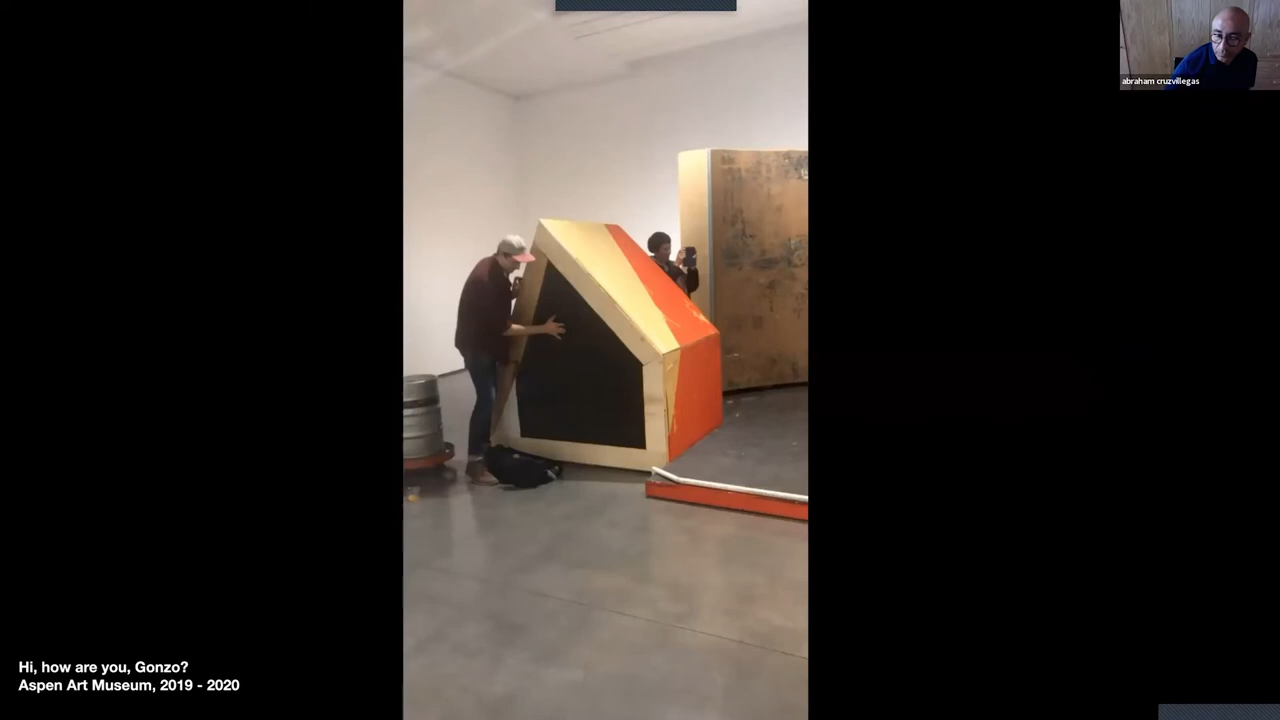 abraham cruzvillegas
Hi, how are you, Gonzo?
Aspen Art Museum, 2019 - 2020